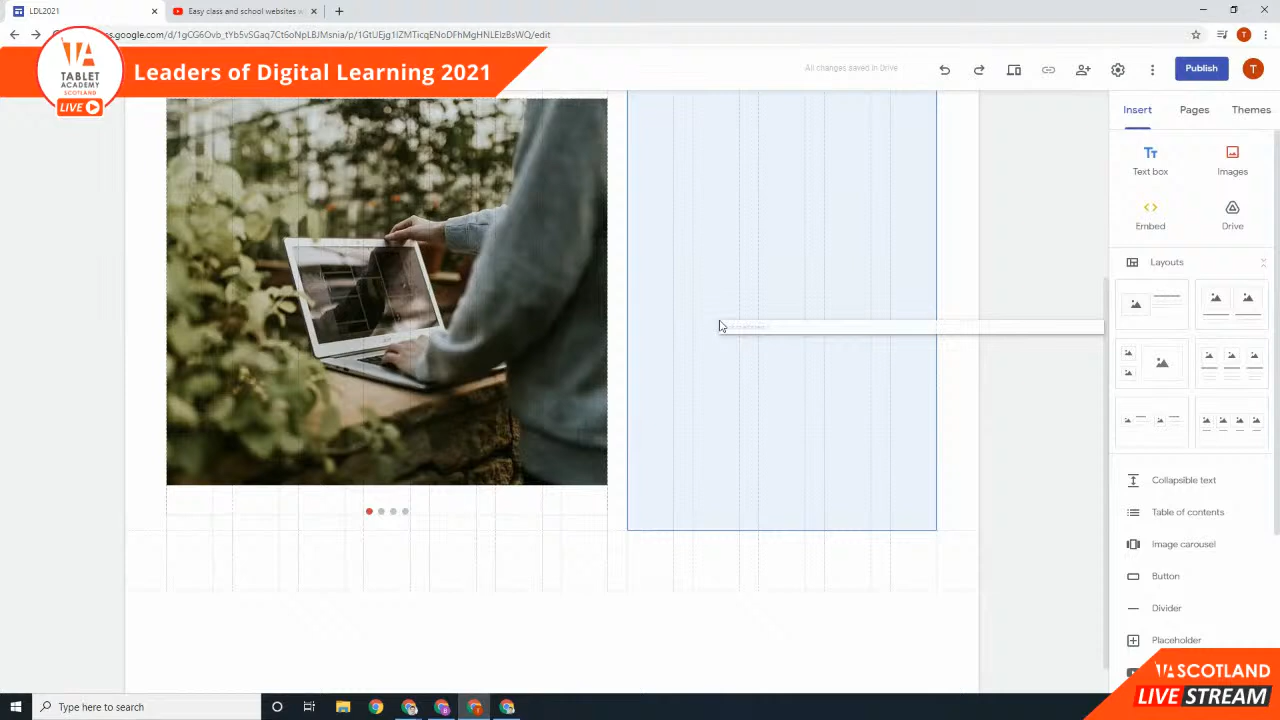 LDL2021
Easy class and school websites w
s.google.com/d/1gCG6Ovb_tYb5vSGaq7Ct6oNpLBJMsnia/p/1GtUEjg1IZMTicqENoDFhMgHNLElzBsWQ/edit
TABLET
ACADEMY
SCOTLAND
LIVE
Leaders of Digital Learning 2021
All changes saved in Drive
Publish
T
Insert
Pages
Themes
Text box
Images
Embed
Drive
Layouts
Collapsible text
Table of contents
Image carousel
Button
Divider
Placeholder
SCOTLAND
LIVE STREAM
Type here to search